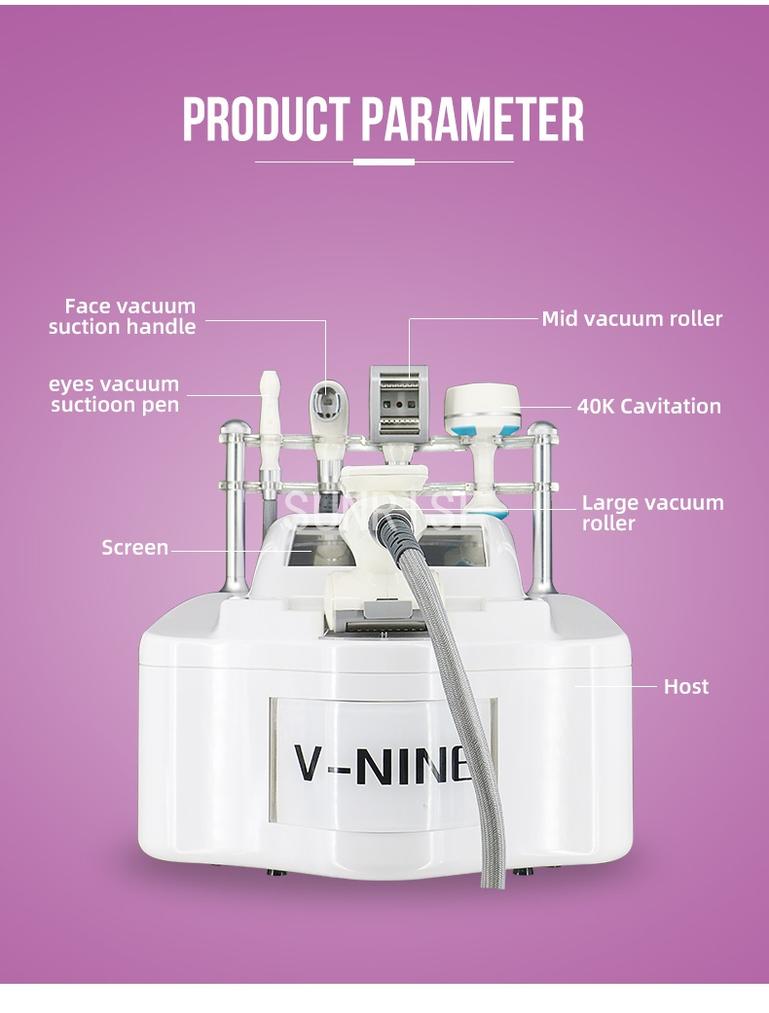 PRODUCT PARAMETER
Face vacuum
suction handle
Mid vacuum roller
eyes vacuum
suctioon pen
40K Cavitation
Large vacuum
roller
SUNRISE
Screen
Host
V-NINE